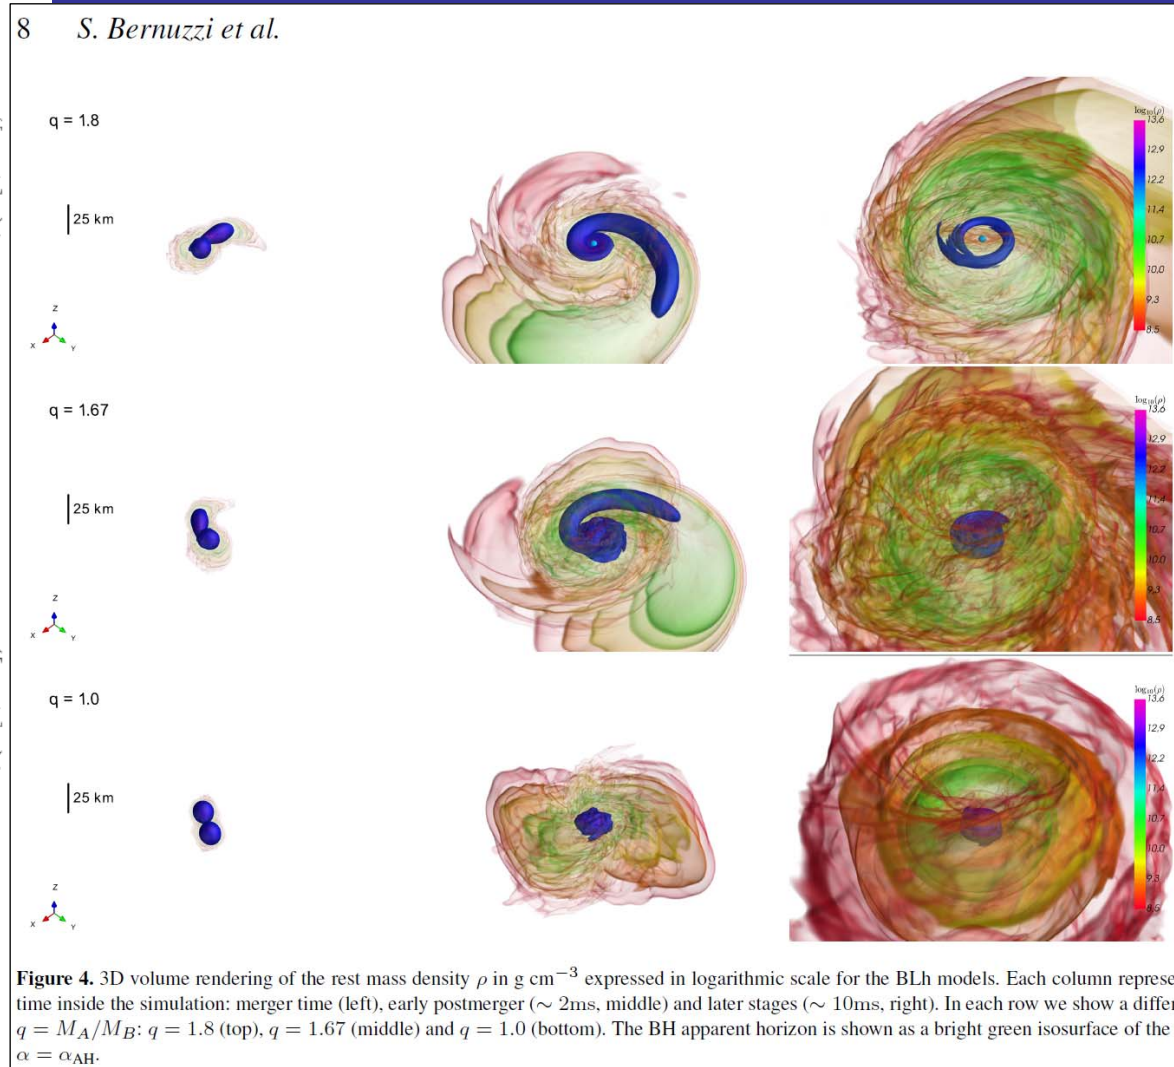 8 S. Bernuzzi et al.
q = 1.8
25 km
Z
X Y
log₁₀(ρ)
13.6
12.9
12.2
11.4
10.7
10.0
9.3
8.5
q = 1.67
25 km
Z
X Y
log₁₀(ρ)
13.6
12.9
12.2
11.4
10.7
10.0
9.3
8.5
q = 1.0
25 km
Z
X Y
log₁₀(ρ)
13.6
12.9
12.2
11.4
10.7
10.0
9.3
8.5
Figure 4. 3D volume rendering of the rest mass density ρ in g cm⁻³ expressed in logarithmic scale for the BLh models. Each column
time inside the simulation: merger time (left), early postmerger (∼ 2ms, middle) and later stages (∼ 10ms, right). In each row we show a
q = M_A/M_B: q = 1.8 (top), q = 1.67 (middle) and q = 1.0 (bottom). The BH apparent horizon is shown as a bright green isosurface of the
α = α_AH.